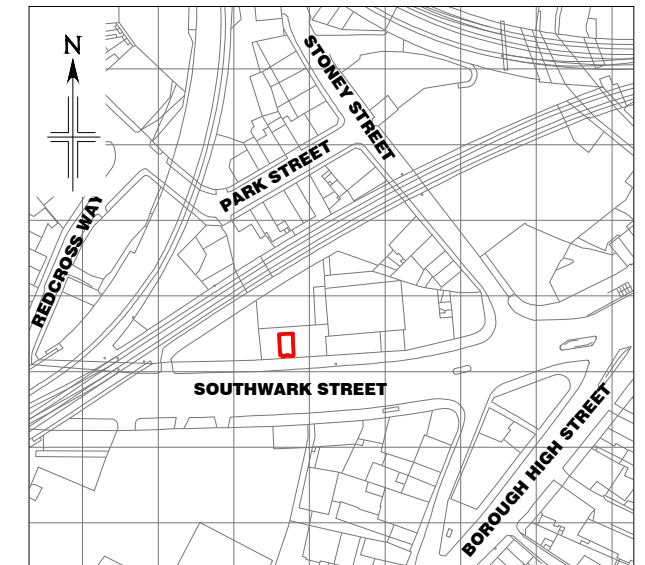 N
STONEY STREET
PARK STREET
REDCROSS WAY
SOUTHWARK STREET
BOROUGH HIGH STREET